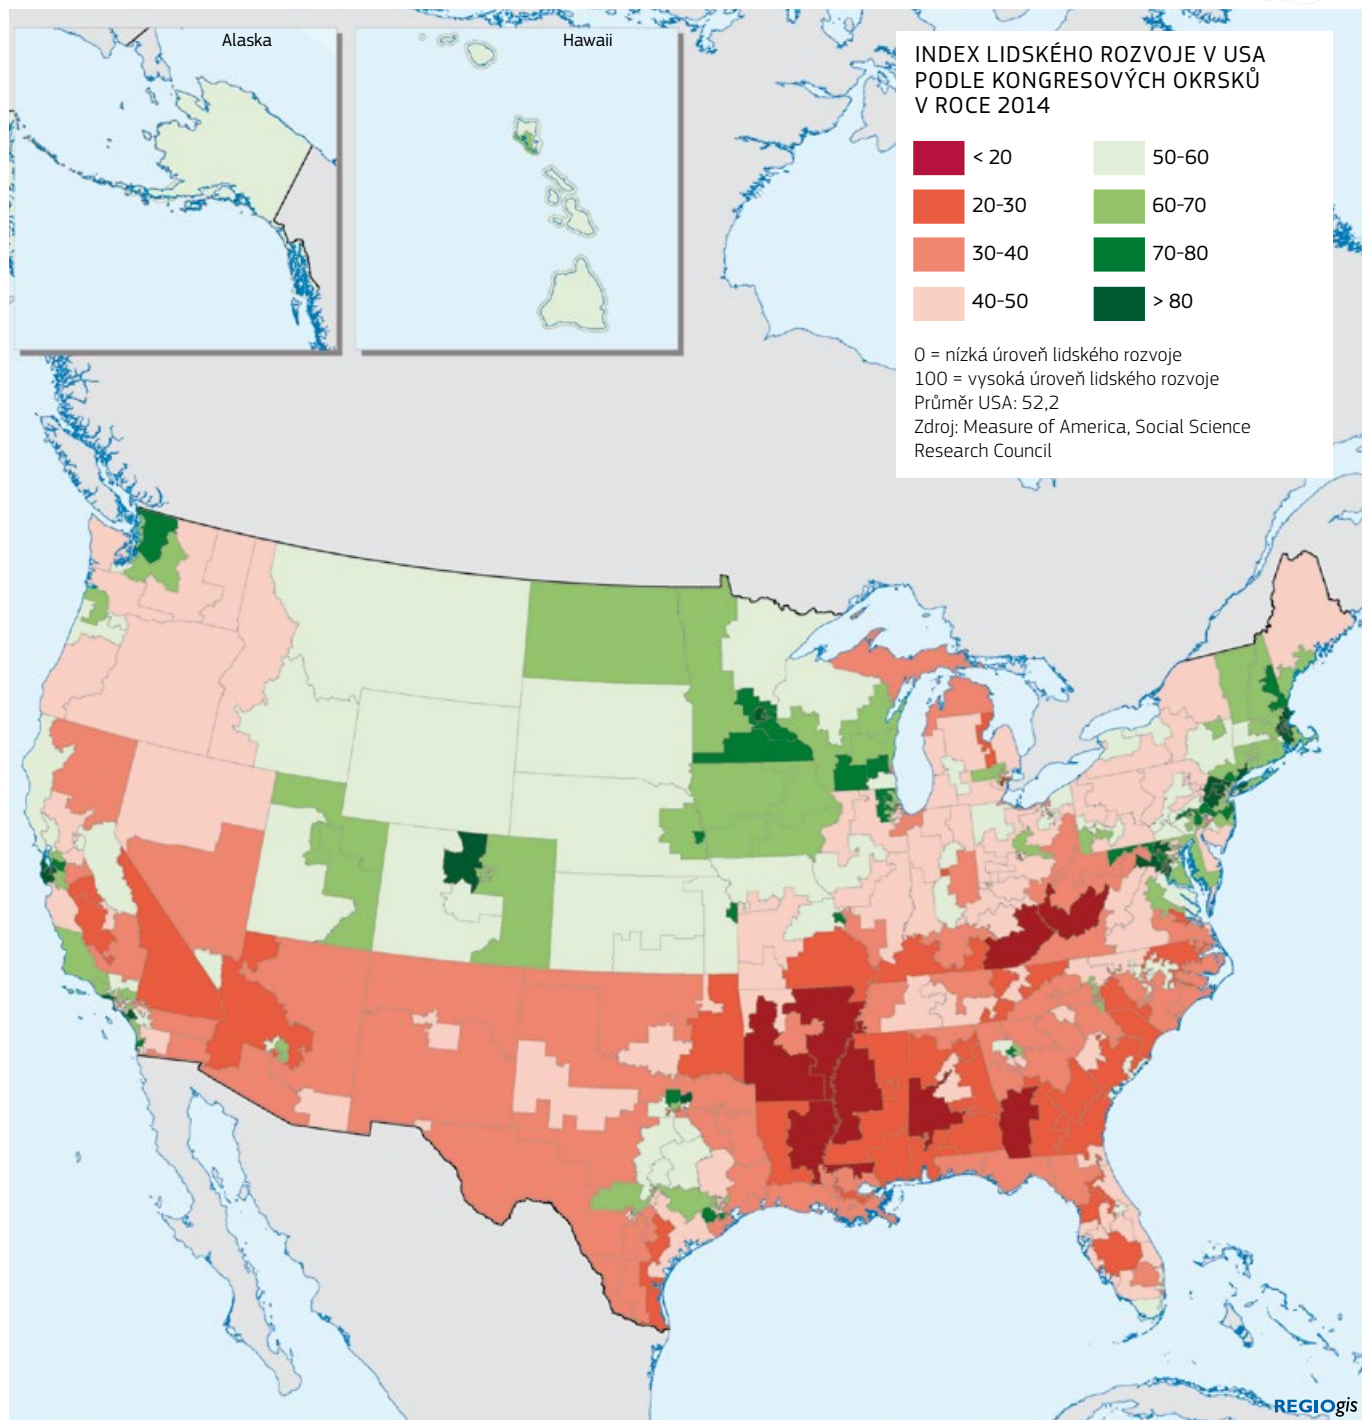 Alaska
Hawaii
INDEX LIDSKÉHO ROZVOJE V USA
PODLE KONGRESOVÝCH OKRSKŮ
V ROCE 2014
< 20
20-30
30-40
40-50
50-60
60-70
70-80
> 80
0 = nízká úroveň lidského rozvoje
100 = vysoká úroveň lidského rozvoje
Průměr USA: 52,2
Zdroj: Measure of America, Social Science
Research Council
REGIOgis